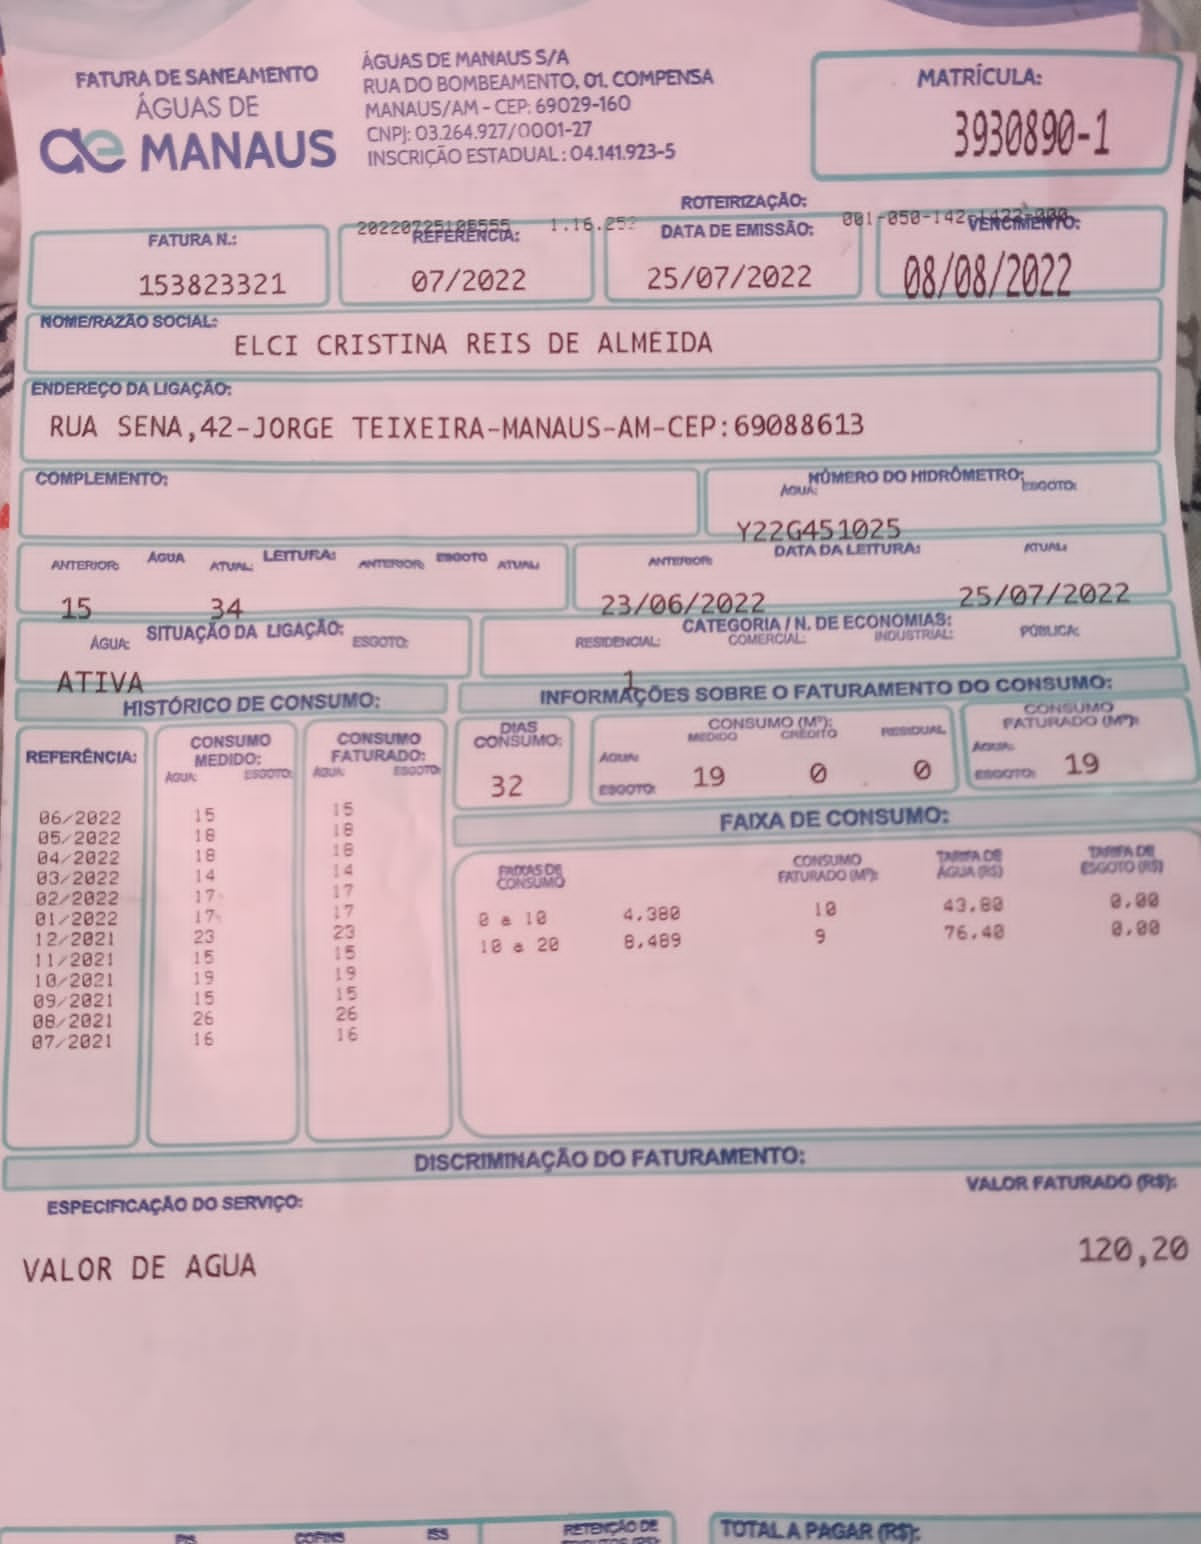 FATURA DE SANEAMENTO
ÁGUAS DE
MANAUS
ÁGUAS DE MANAUS S/A
RUA DO BOMBEAMENTO, 01. COMPENSA
MANAUS/AM - CEP: 69029-160
CNPJ: 03.264.927/0001-27
INSCRIÇÃO ESTADUAL: 04.141.923-5
MATRÍCULA:
3930890-1
ROTEIRIZAÇÃO:
20220725105555 1.16.252 001-050-142-1422-000
FATURA N.: REFERÊNCIA: DATA DE EMISSÃO: VENCIMENTO:
153823321 07/2022 25/07/2022 08/08/2022
NOME/RAZÃO SOCIAL:
ELCI CRISTINA REIS DE ALMEIDA
ENDEREÇO DA LIGAÇÃO:
RUA SENA,42-JORGE TEIXEIRA-MANAUS-AM-CEP:69088613
COMPLEMENTO:
NÚMERO DO HIDRÔMETRO:
ÁGUA: ESGOTO:
Y22G451025
ÁGUA LEITURA: ESGOTO
ANTERIOR: ATUAL: ANTERIOR: ATUAL:
15 34
DATA DA LEITURA:
ANTERIOR: ATUAL:
23/06/2022 25/07/2022
SITUAÇÃO DA LIGAÇÃO:
ÁGUA: ESGOTO:
ATIVA
CATEGORIA / N. DE ECONOMIAS:
RESIDENCIAL: COMERCIAL: INDUSTRIAL: PÚBLICA:
1
HISTÓRICO DE CONSUMO:
REFERÊNCIA: CONSUMO MEDIDO: CONSUMO FATURADO:
ÁGUA: ESGOTO: ÁGUA: ESGOTO:
06/2022 15 15
05/2022 18 18
04/2022 18 18
03/2022 14 14
02/2022 17 17
01/2022 17 17
12/2021 23 23
11/2021 15 15
10/2021 19 19
09/2021 15 15
08/2021 26 26
07/2021 16 16
INFORMAÇÕES SOBRE O FATURAMENTO DO CONSUMO:
DIAS CONSUMO:
32
CONSUMO (M³):
MEDIDO CRÉDITO RESIDUAL
ÁGUA:
19 0 0
ESGOTO:
CONSUMO FATURADO (M³):
ÁGUA:
19
ESGOTO:
FAIXA DE CONSUMO:
FAIXAS DE CONSUMO CONSUMO FATURADO (M³): TARIFA DE ÁGUA (R$) TARIFA DE ESGOTO (R$)
0 a 10 4.380 10 43.80 0.00
10 a 20 8.489 9 76.40 0.00
DISCRIMINAÇÃO DO FATURAMENTO:
ESPECIFICAÇÃO DO SERVIÇO: VALOR FATURADO (R$):
VALOR DE AGUA 120,20
PIS COFINS ISS RETENÇÃO DE
TOTAL A PAGAR (R$):